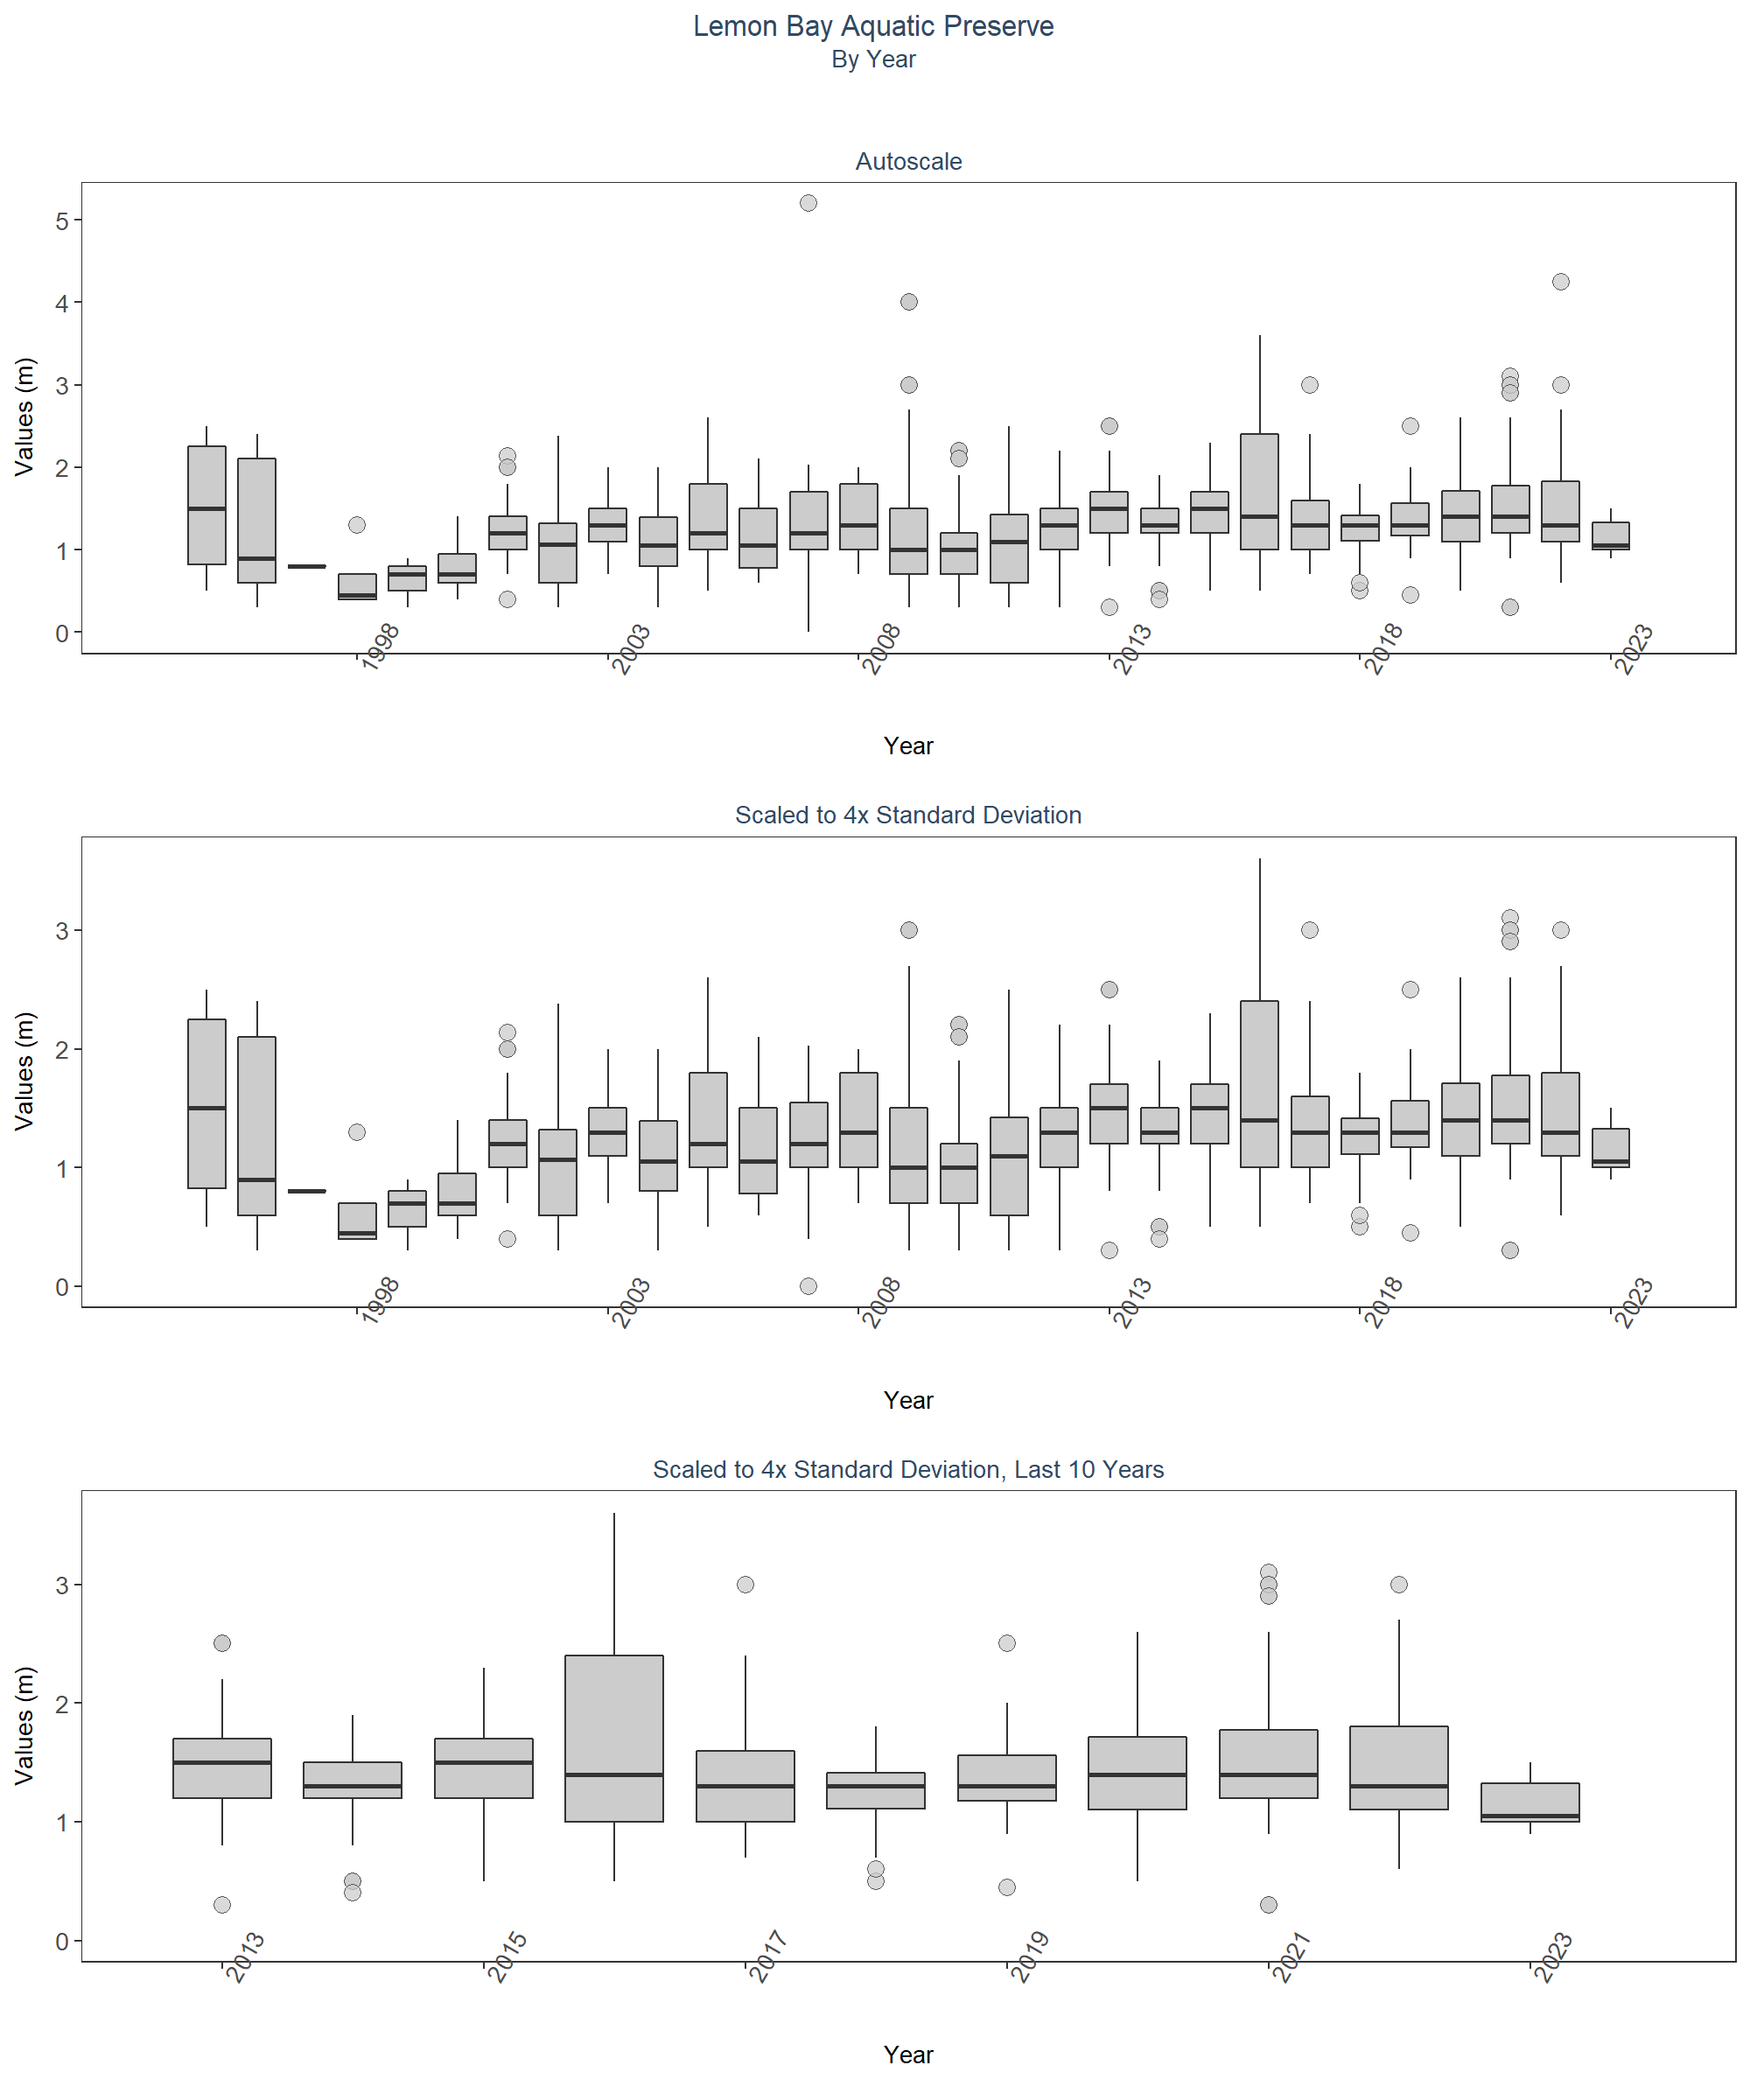 Lemon Bay Aquatic Preserve
By Year
Autoscale
Values (m)
5
4
3
2
1
0
1998 2003 2008 2013 2018 2023
Year
Scaled to 4x Standard Deviation
Values (m)
3
2
1
0
1998 2003 2008 2013 2018 2023
Year
Scaled to 4x Standard Deviation, Last 10 Years
Values (m)
3
2
1
0
2013 2015 2017 2019 2021 2023
Year